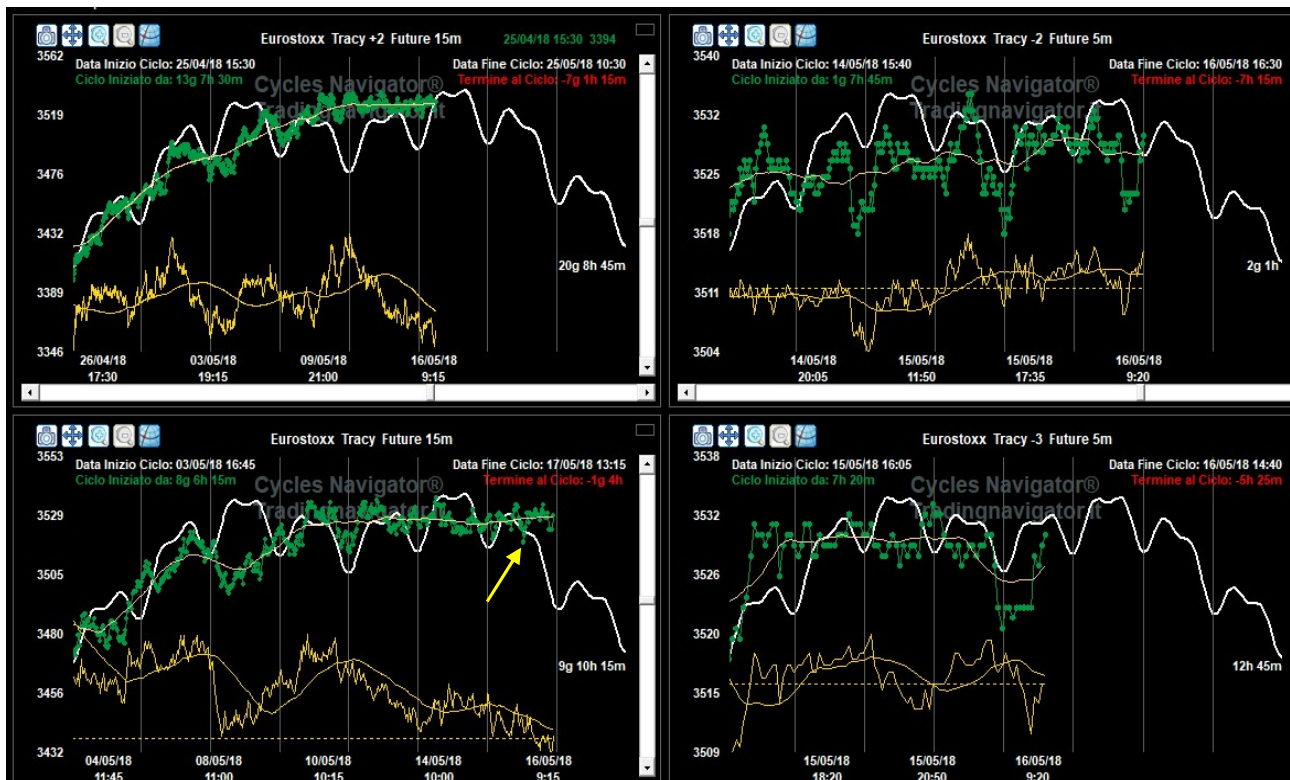 Eurostoxx Tracy +2 Future 15m 25/04/18 15:30 3394
3562
Data Inizio Ciclo: 25/04/18 15:30 Data Fine Ciclo: 25/05/18 10:30
Ciclo Iniziato da: 13g 7h 30m Termine al Ciclo: -7g 1h 15m
Cycles Navigator®
Tradingnavigator.it
3519
3476
3432
20g 8h 45m
3389
3346
26/04/18 03/05/18 09/05/18 16/05/18
17:30 19:15 21:00 9:15
Eurostoxx Tracy -2 Future 5m
3540
Data Inizio Ciclo: 14/05/18 15:40 Data Fine Ciclo: 16/05/18 16:30
Ciclo Iniziato da: 1g 7h 45m Termine al Ciclo: -7h 15m
Cycles Navigator®
Tradingnavigator.it
3532
3525
3518
2g 1h
3511
3504
14/05/18 15/05/18 15/05/18 16/05/18
20:05 11:50 17:35 9:20
Eurostoxx Tracy Future 15m
3553
Data Inizio Ciclo: 03/05/18 16:45 Data Fine Ciclo: 17/05/18 13:15
Ciclo Iniziato da: 8g 6h 15m Termine al Ciclo: -1g 4h
Cycles Navigator®
Tradingnavigator.it
3529
3505
3480
9g 10h 15m
3456
3432
04/05/18 08/05/18 10/05/18 14/05/18 16/05/18
11:45 11:00 10:15 10:00 9:15
Eurostoxx Tracy -3 Future 5m
3538
Data Inizio Ciclo: 15/05/18 16:05 Data Fine Ciclo: 16/05/18 14:40
Ciclo Iniziato da: 7h 20m Termine al Ciclo: -5h 25m
Cycles Navigator®
Tradingnavigator.it
3532
3526
3520
12h 45m
3515
3509
15/05/18 15/05/18 16/05/18
18:20 20:50 9:20